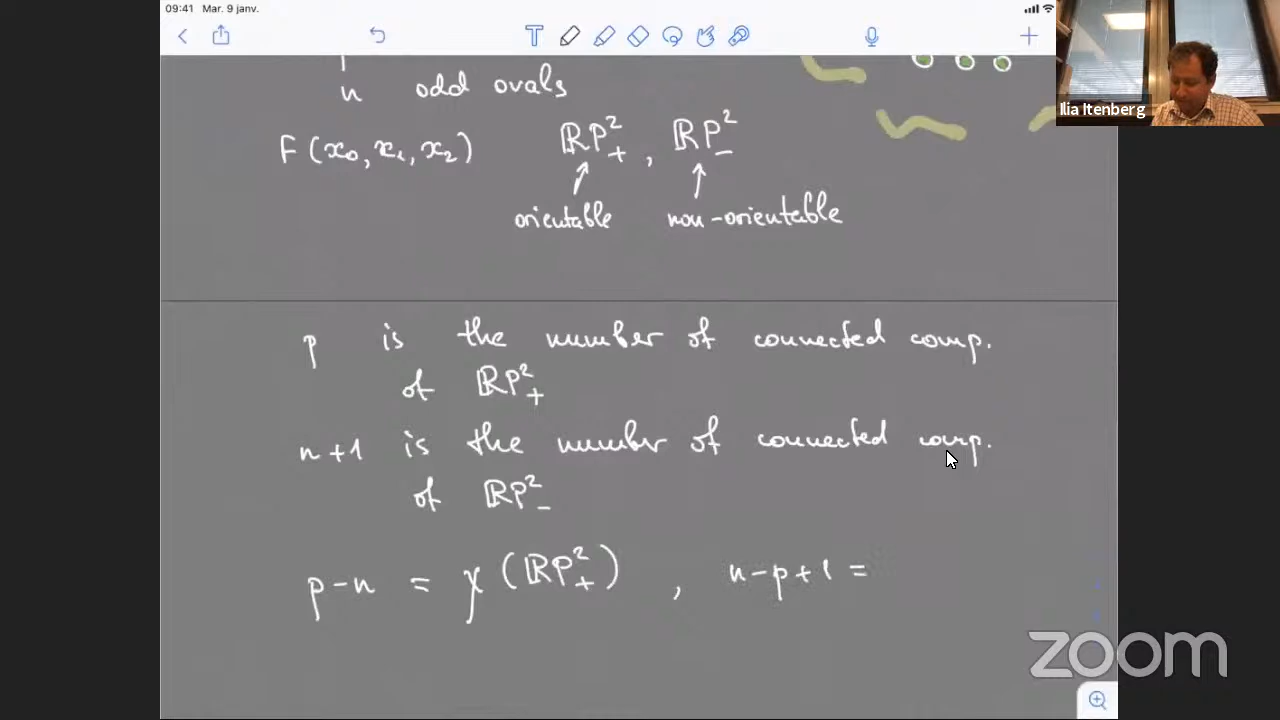 09:41 Mar. 9 janv.
Ilia Itenberg
n odd ovals
F(x₀, x₁, x₂) ℝP²₊ , ℝP²₋
orientable non-orientable
p is the number of connected comp.
of ℝP²₊
n+1 is the number of connected comp.
of ℝP²₋
p-n = χ(ℝP²₊) , n-p+1 =
zoom